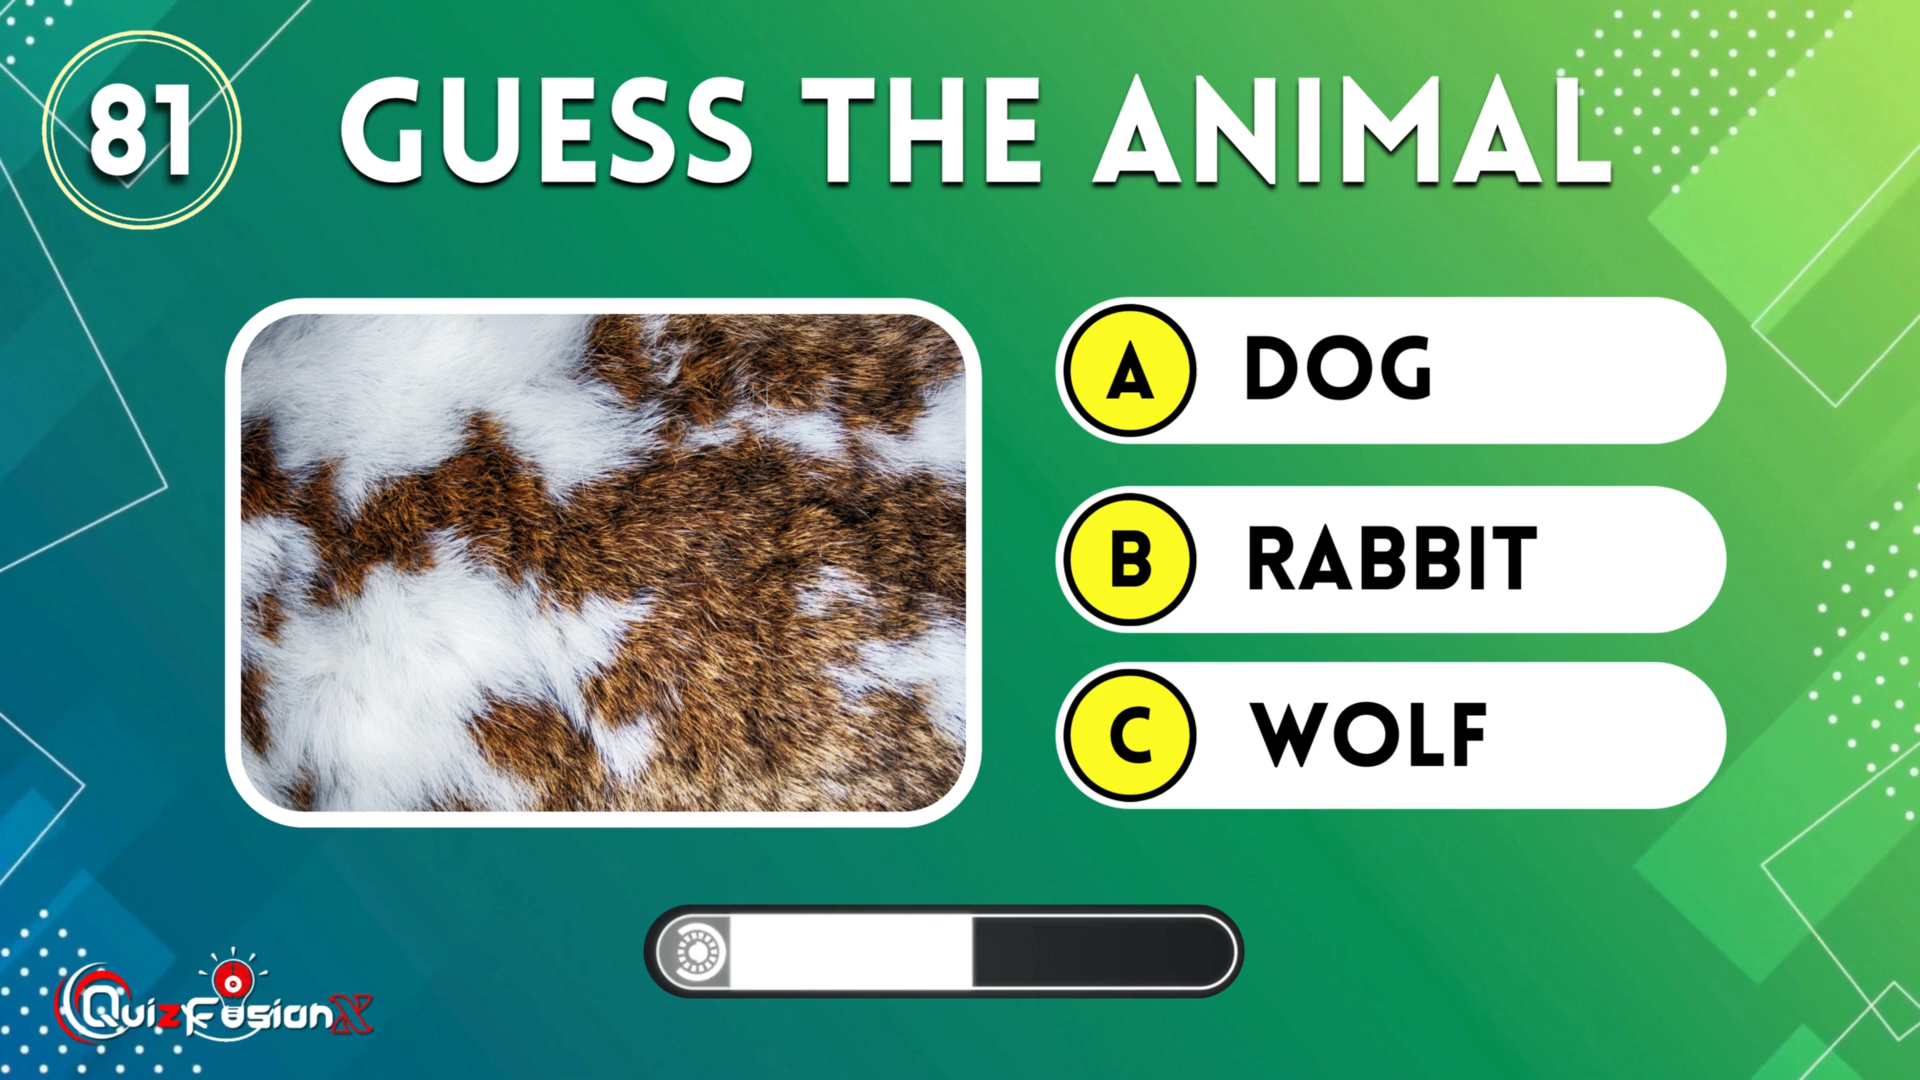 81
GUESS THE ANIMAL
A DOG
B RABBIT
C WOLF
QuizFusionX